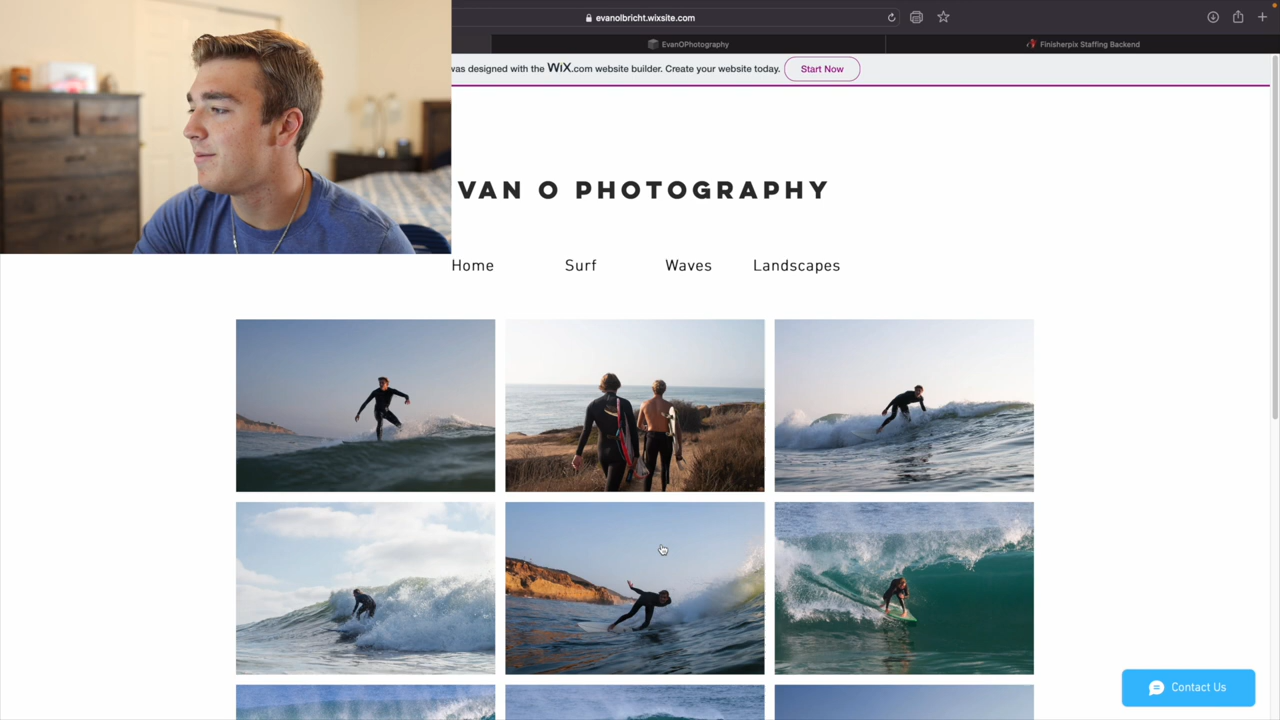 evanolbricht.wixsite.com
EvanOPhotography
Finisherpix Staffing Backend
was designed with the WiX.com website builder. Create your website today. Start Now
VAN O PHOTOGRAPHY
Home Surf Waves Landscapes
Contact Us